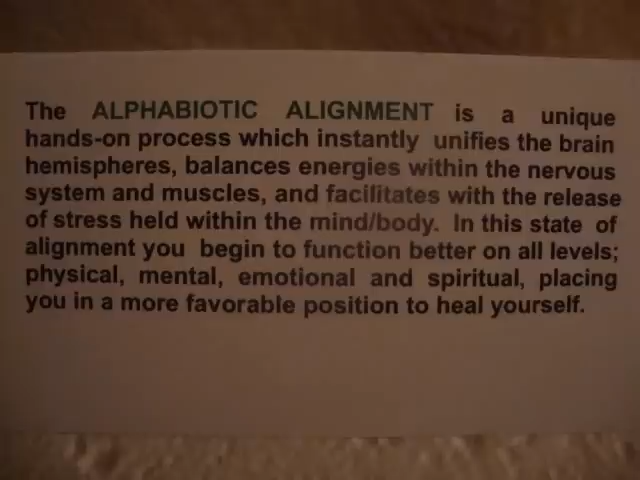 The ALPHABIOTIC ALIGNMENT is a unique
hands-on process which instantly unifies the brain
hemispheres, balances energies within the nervous
system and muscles, and facilitates with the release
of stress held within the mind/body. In this state of
alignment you begin to function better on all levels;
physical, mental, emotional and spiritual, placing
you in a more favorable position to heal yourself.